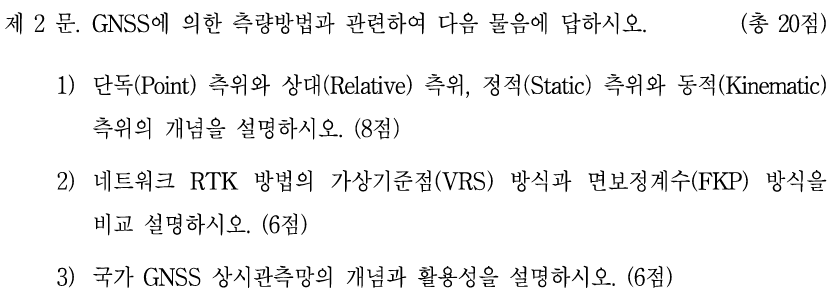 제 2 문. GNSS에 의한 측량방법과 관련하여 다음 물음에 답하시오. (총 20점)
1) 단독(Point) 측위와 상대(Relative) 측위, 정적(Static) 측위와 동적(Kinematic)
측위의 개념을 설명하시오. (8점)
2) 네트워크 RTK 방법의 가상기준점(VRS) 방식과 면보정계수(FKP) 방식을
비교 설명하시오. (6점)
3) 국가 GNSS 상시관측망의 개념과 활용성을 설명하시오. (6점)